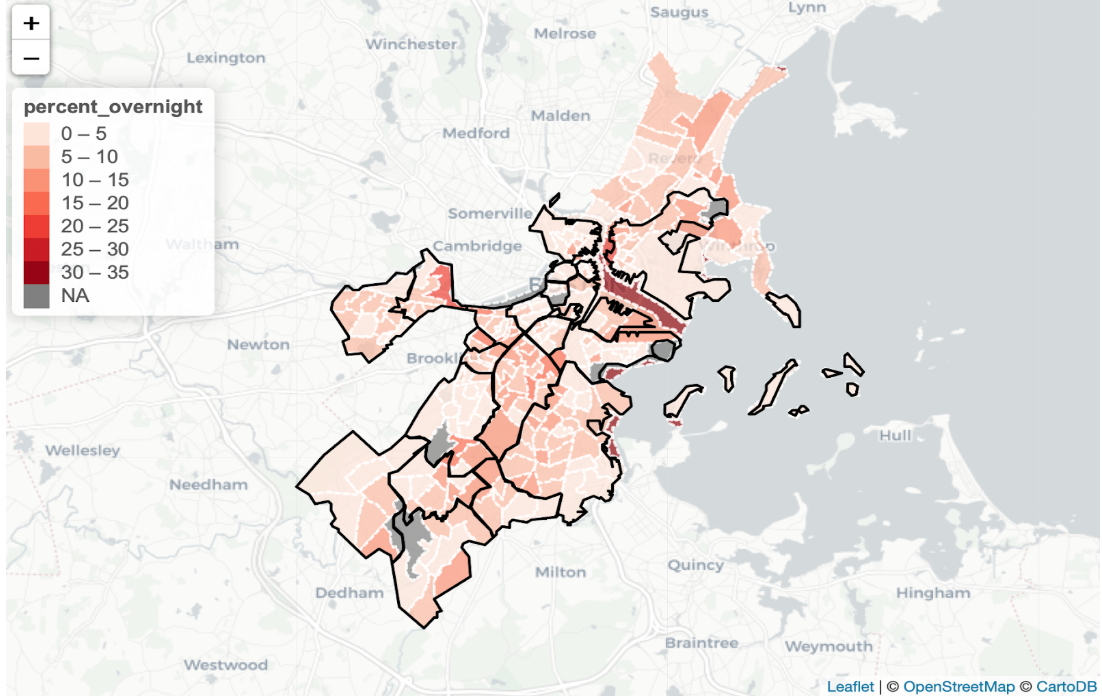 +
−
Saugus
Lynn
Melrose
Winchester
Lexington
percent_overnight
0 – 5
5 – 10
10 – 15
15 – 20
20 – 25
25 – 30
30 – 35
NA
Malden
Medford
Revere
Somerville
Waltham
Cambridge
Winthrop
Newton
Wellesley
Hull
Needham
Milton
Quincy
Dedham
Hingham
Braintree
Weymouth
Westwood
Leaflet | © OpenStreetMap © CartoDB